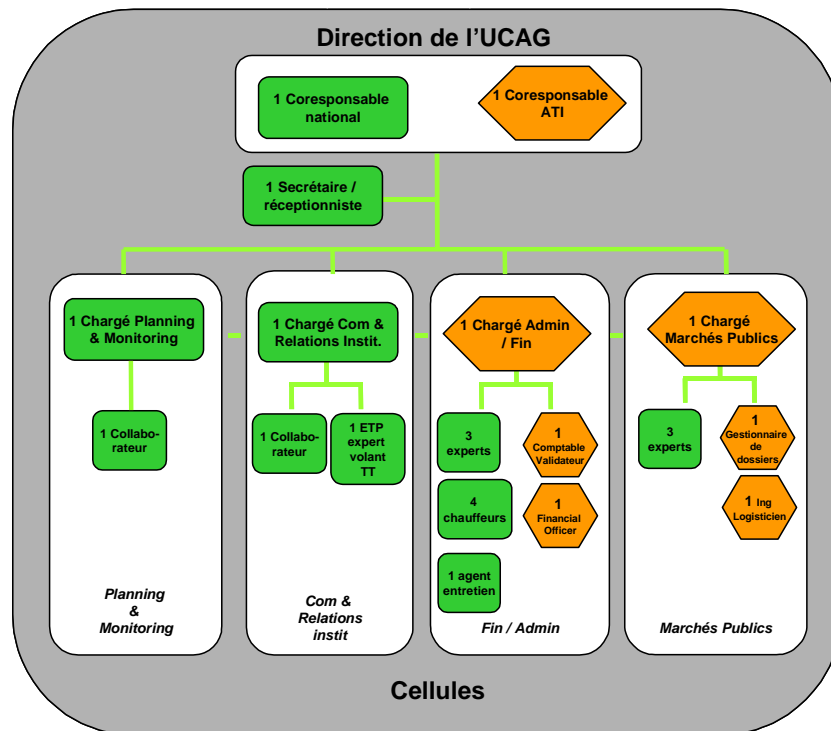 Direction de l'UCAG
1 Coresponsable
national
1 Coresponsable
ATI
1 Secrétaire /
réceptionniste
1 Chargé Planning
& Monitoring
1 Collabo-
rateur
Planning
&
Monitoring
1 Chargé Com &
Relations Instit.
1 Collabo-
rateur
1 ETP
expert
volant
TT
Com &
Relations
instit
1 Chargé Admin
/ Fin
3
experts
1
Comptable
Validateur
4
chauffeurs
1
Financial
Officer
1 agent
entretien
Fin / Admin
1 Chargé
Marchés Publics
3
experts
1
Gestionnaire
de
dossiers
1 Ing
Logisticien
Marchés Publics
Cellules